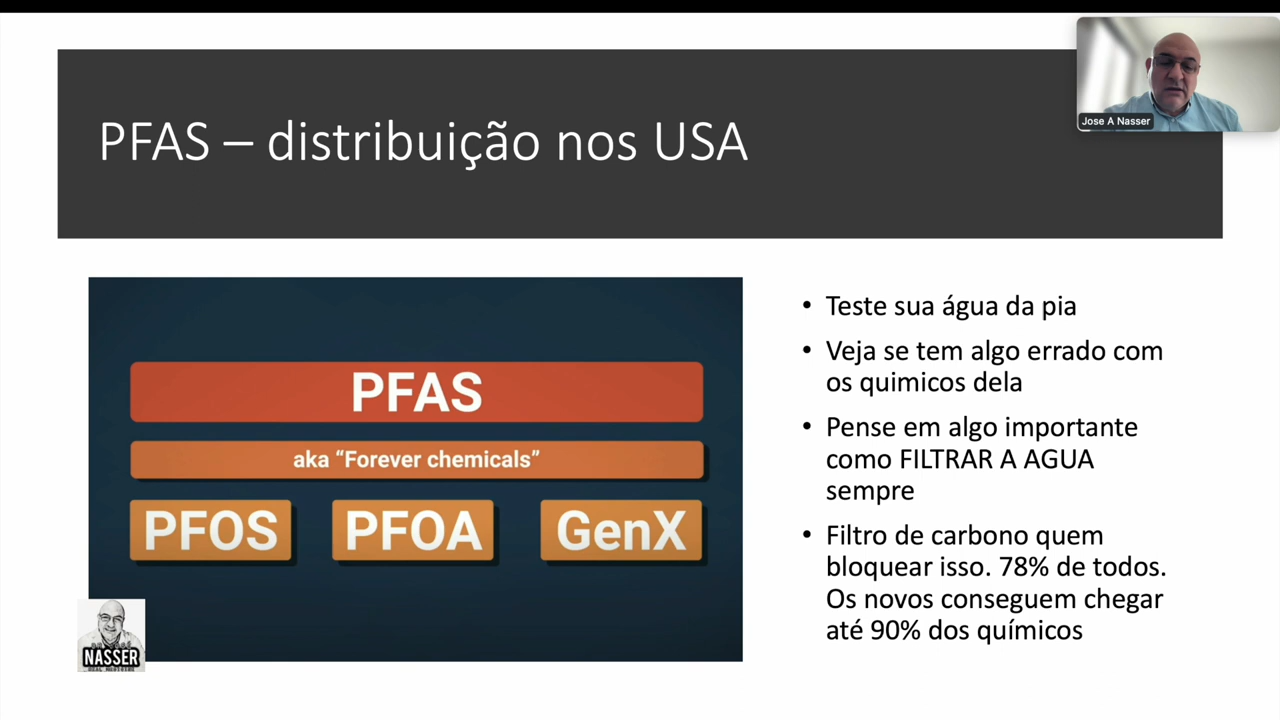 Jose A Nasser
PFAS – distribuição nos USA
PFAS
aka “Forever chemicals”
PFOS PFOA GenX
• Teste sua água da pia
• Veja se tem algo errado com
os quimicos dela
• Pense em algo importante
como FILTRAR A AGUA
sempre
• Filtro de carbono quem
bloquear isso. 78% de todos.
Os novos conseguem chegar
até 90% dos químicos
NASSER